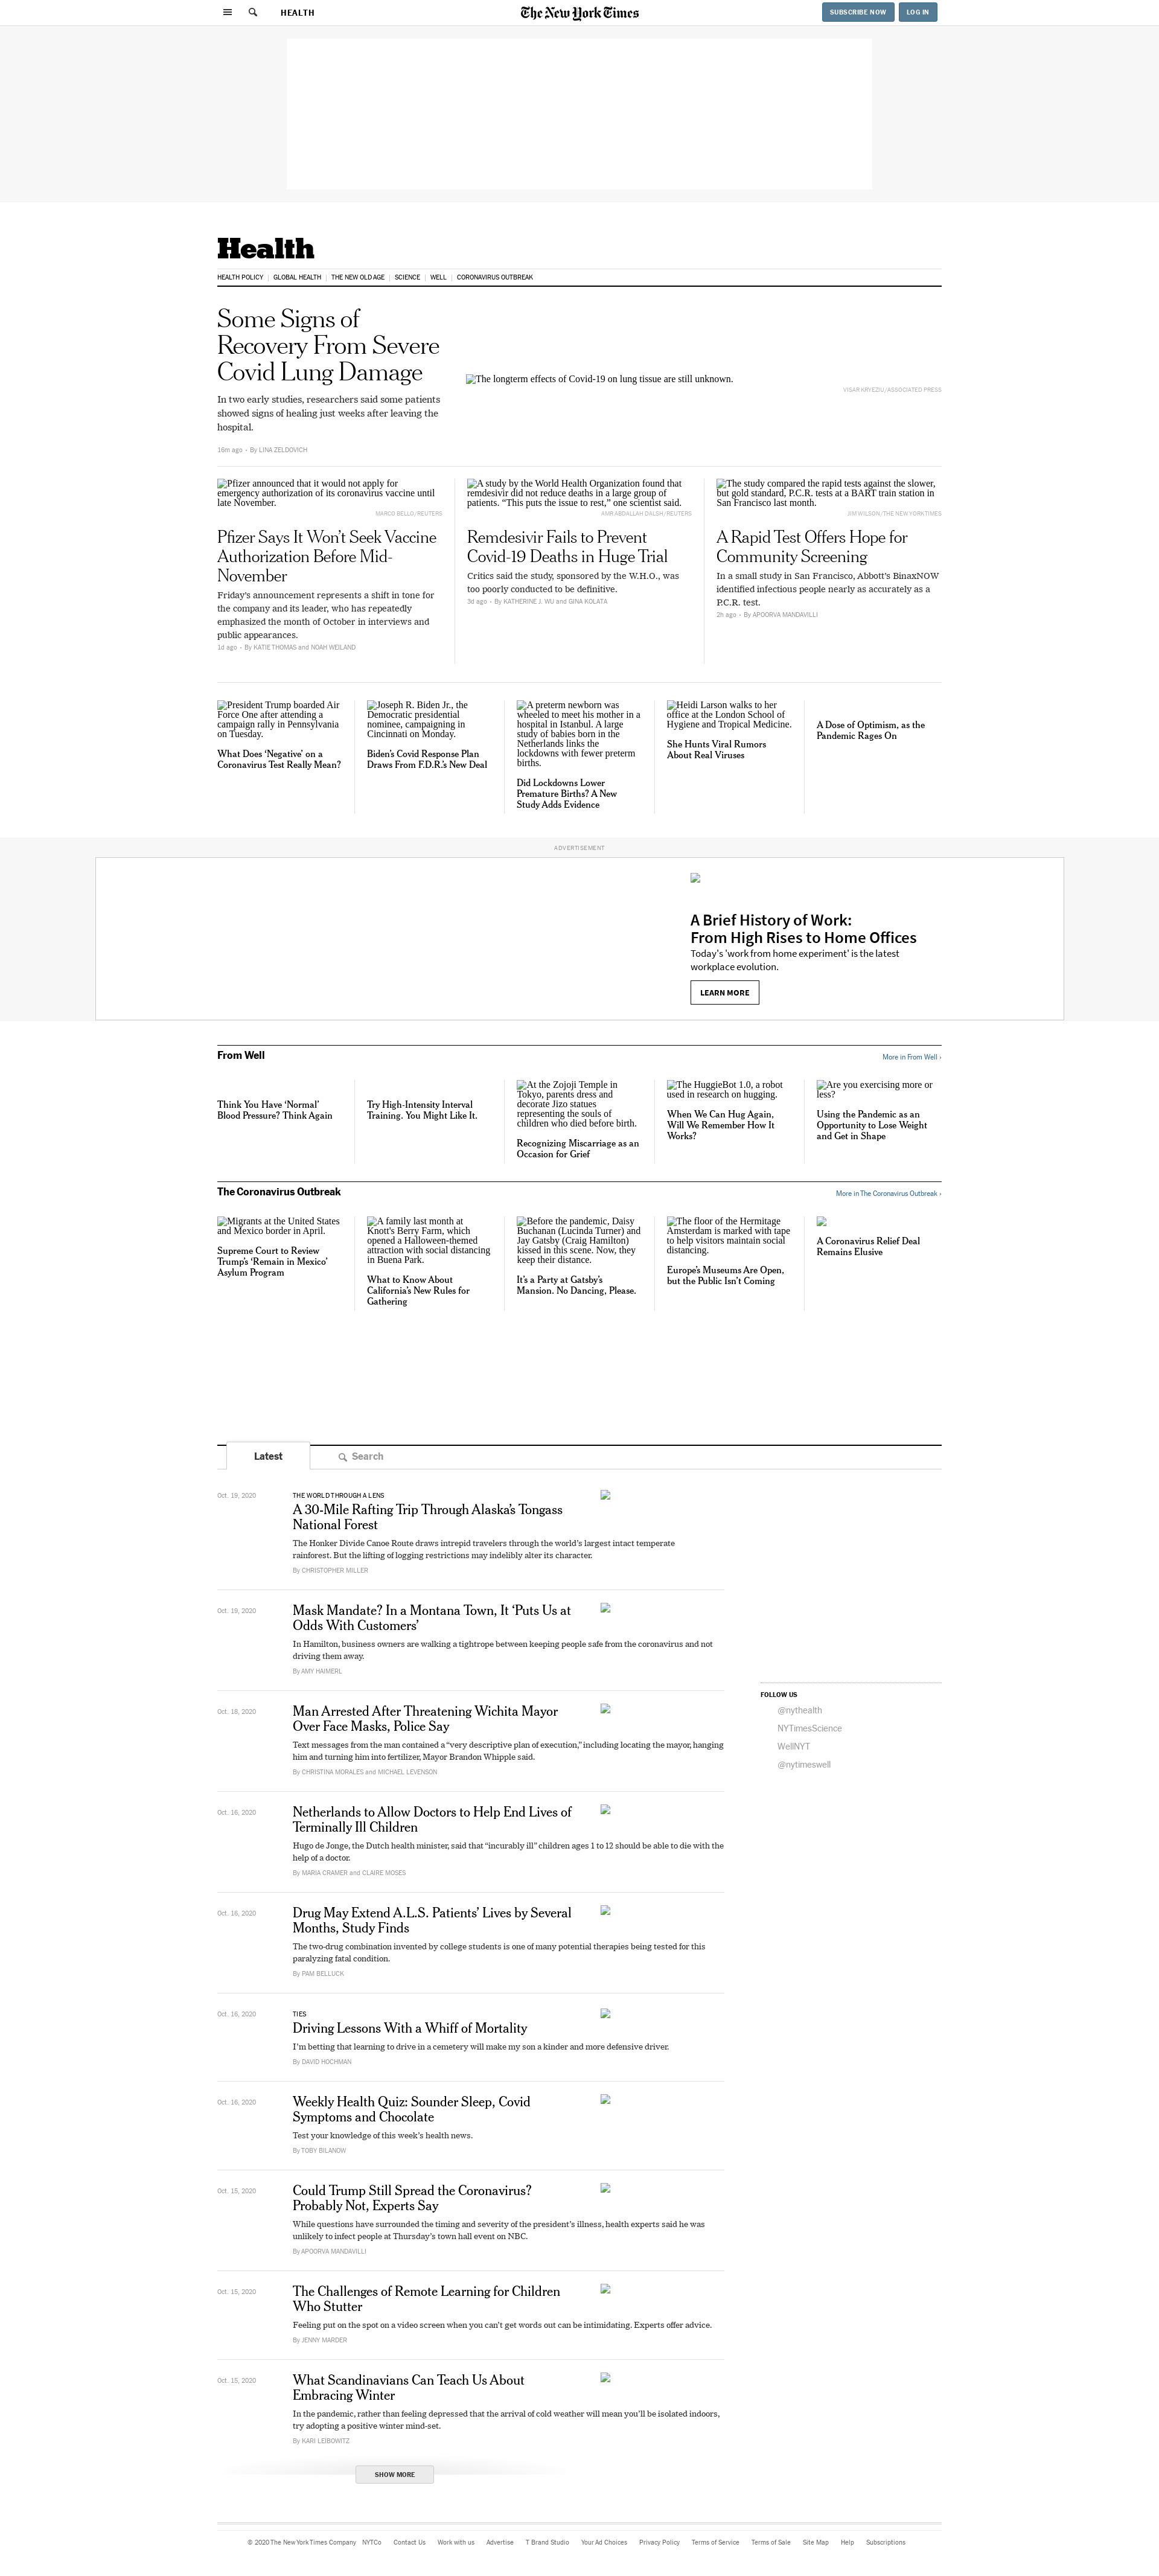 HEALTH
The New York Times
SUBSCRIBE NOW
LOG IN
Health
HEALTH POLICY
GLOBAL HEALTH
THE NEW OLD AGE
SCIENCE
WELL
CORONAVIRUS OUTBREAK
Some Signs of
Recovery From Severe
Covid Lung Damage
In two early studies, researchers said some patients
showed signs of healing just weeks after leaving the
hospital.
16m ago • By LINA ZELDOVICH
The longterm effects of Covid-19 on lung tissue are still unknown.
VISAR KRYEZIU/ASSOCIATED PRESS
Pfizer announced that it would not apply for
emergency authorization of its coronavirus vaccine until
late November.
MARCO BELLO/REUTERS
Pfizer Says It Won’t Seek Vaccine
Authorization Before Mid-
November
Friday’s announcement represents a shift in tone for
the company and its leader, who has repeatedly
emphasized the month of October in interviews and
public appearances.
1d ago • By KATIE THOMAS and NOAH WEILAND
A study by the World Health Organization found that
remdesivir did not reduce deaths in a large group of
patients. “This puts the issue to rest,” one scientist said.
AMR ABDALLAH DALSH/REUTERS
Remdesivir Fails to Prevent
Covid-19 Deaths in Huge Trial
Critics said the study, sponsored by the W.H.O., was
too poorly conducted to be definitive.
3d ago • By KATHERINE J. WU and GINA KOLATA
The study compared the rapid tests against the slower,
but gold standard, P.C.R. tests at a BART train station in
San Francisco last month.
JIM WILSON/THE NEW YORK TIMES
A Rapid Test Offers Hope for
Community Screening
In a small study in San Francisco, Abbott’s BinaxNOW
identified infectious people nearly as accurately as a
P.C.R. test.
2h ago • By APOORVA MANDAVILLI
President Trump boarded Air
Force One after attending a
campaign rally in Pennsylvania
on Tuesday.
What Does ‘Negative’ on a
Coronavirus Test Really Mean?
Joseph R. Biden Jr., the
Democratic presidential
nominee, campaigning in
Cincinnati on Monday.
Biden’s Covid Response Plan
Draws From F.D.R.’s New Deal
A preterm newborn was
wheeled to meet his mother in a
hospital in Istanbul. A large
study of babies born in the
Netherlands links the
lockdowns with fewer preterm
births.
Did Lockdowns Lower
Premature Births? A New
Study Adds Evidence
Heidi Larson walks to her
office at the London School of
Hygiene and Tropical Medicine.
She Hunts Viral Rumors
About Real Viruses
A Dose of Optimism, as the
Pandemic Rages On
ADVERTISEMENT
A Brief History of Work:
From High Rises to Home Offices
Today's 'work from home experiment' is the latest
workplace evolution.
LEARN MORE
From Well
More in From Well ›
Think You Have ‘Normal’
Blood Pressure? Think Again
Try High-Intensity Interval
Training. You Might Like It.
At the Zojoji Temple in
Tokyo, parents dress and
decorate Jizo statues
representing the souls of
children who died before birth.
Recognizing Miscarriage as an
Occasion for Grief
The HuggieBot 1.0, a robot
used in research on hugging.
When We Can Hug Again,
Will We Remember How It
Works?
Are you exercising more or
less?
Using the Pandemic as an
Opportunity to Lose Weight
and Get in Shape
The Coronavirus Outbreak
More in The Coronavirus Outbreak ›
Migrants at the United States
and Mexico border in April.
Supreme Court to Review
Trump’s ‘Remain in Mexico’
Asylum Program
A family last month at
Knott's Berry Farm, which
opened a Halloween-themed
attraction with social distancing
in Buena Park.
What to Know About
California’s New Rules for
Gathering
Before the pandemic, Daisy
Buchanan (Lucinda Turner) and
Jay Gatsby (Craig Hamilton)
kissed in this scene. Now, they
keep their distance.
It’s a Party at Gatsby’s
Mansion. No Dancing, Please.
The floor of the Hermitage
Amsterdam is marked with tape
to help visitors maintain social
distancing.
Europe’s Museums Are Open,
but the Public Isn’t Coming
A Coronavirus Relief Deal
Remains Elusive
Latest
Search
Oct. 19, 2020
THE WORLD THROUGH A LENS
A 30-Mile Rafting Trip Through Alaska’s Tongass
National Forest
The Honker Divide Canoe Route draws intrepid travelers through the world’s largest intact temperate
rainforest. But the lifting of logging restrictions may indelibly alter its character.
By CHRISTOPHER MILLER
Oct. 19, 2020
Mask Mandate? In a Montana Town, It ‘Puts Us at
Odds With Customers’
In Hamilton, business owners are walking a tightrope between keeping people safe from the coronavirus and not
driving them away.
By AMY HAIMERL
Oct. 18, 2020
Man Arrested After Threatening Wichita Mayor
Over Face Masks, Police Say
Text messages from the man contained a “very descriptive plan of execution,” including locating the mayor, hanging
him and turning him into fertilizer, Mayor Brandon Whipple said.
By CHRISTINA MORALES and MICHAEL LEVENSON
FOLLOW US
@nythealth
NYTimesScience
WellNYT
@nytimeswell
Oct. 16, 2020
Netherlands to Allow Doctors to Help End Lives of
Terminally Ill Children
Hugo de Jonge, the Dutch health minister, said that “incurably ill” children ages 1 to 12 should be able to die with the
help of a doctor.
By MARIA CRAMER and CLAIRE MOSES
Oct. 16, 2020
Drug May Extend A.L.S. Patients’ Lives by Several
Months, Study Finds
The two-drug combination invented by college students is one of many potential therapies being tested for this
paralyzing fatal condition.
By PAM BELLUCK
Oct. 16, 2020
TIES
Driving Lessons With a Whiff of Mortality
I’m betting that learning to drive in a cemetery will make my son a kinder and more defensive driver.
By DAVID HOCHMAN
Oct. 16, 2020
Weekly Health Quiz: Sounder Sleep, Covid
Symptoms and Chocolate
Test your knowledge of this week’s health news.
By TOBY BILANOW
Oct. 15, 2020
Could Trump Still Spread the Coronavirus?
Probably Not, Experts Say
While questions have surrounded the timing and severity of the president’s illness, health experts said he was
unlikely to infect people at Thursday’s town hall event on NBC.
By APOORVA MANDAVILLI
Oct. 15, 2020
The Challenges of Remote Learning for Children
Who Stutter
Feeling put on the spot on a video screen when you can’t get words out can be intimidating. Experts offer advice.
By JENNY MARDER
Oct. 15, 2020
What Scandinavians Can Teach Us About
Embracing Winter
In the pandemic, rather than feeling depressed that the arrival of cold weather will mean you’ll be isolated indoors,
try adopting a positive winter mind-set.
By KARI LEIBOWITZ
SHOW MORE
© 2020 The New York Times Company
NYTCo
Contact Us
Work with us
Advertise
T Brand Studio
Your Ad Choices
Privacy Policy
Terms of Service
Terms of Sale
Site Map
Help
Subscriptions